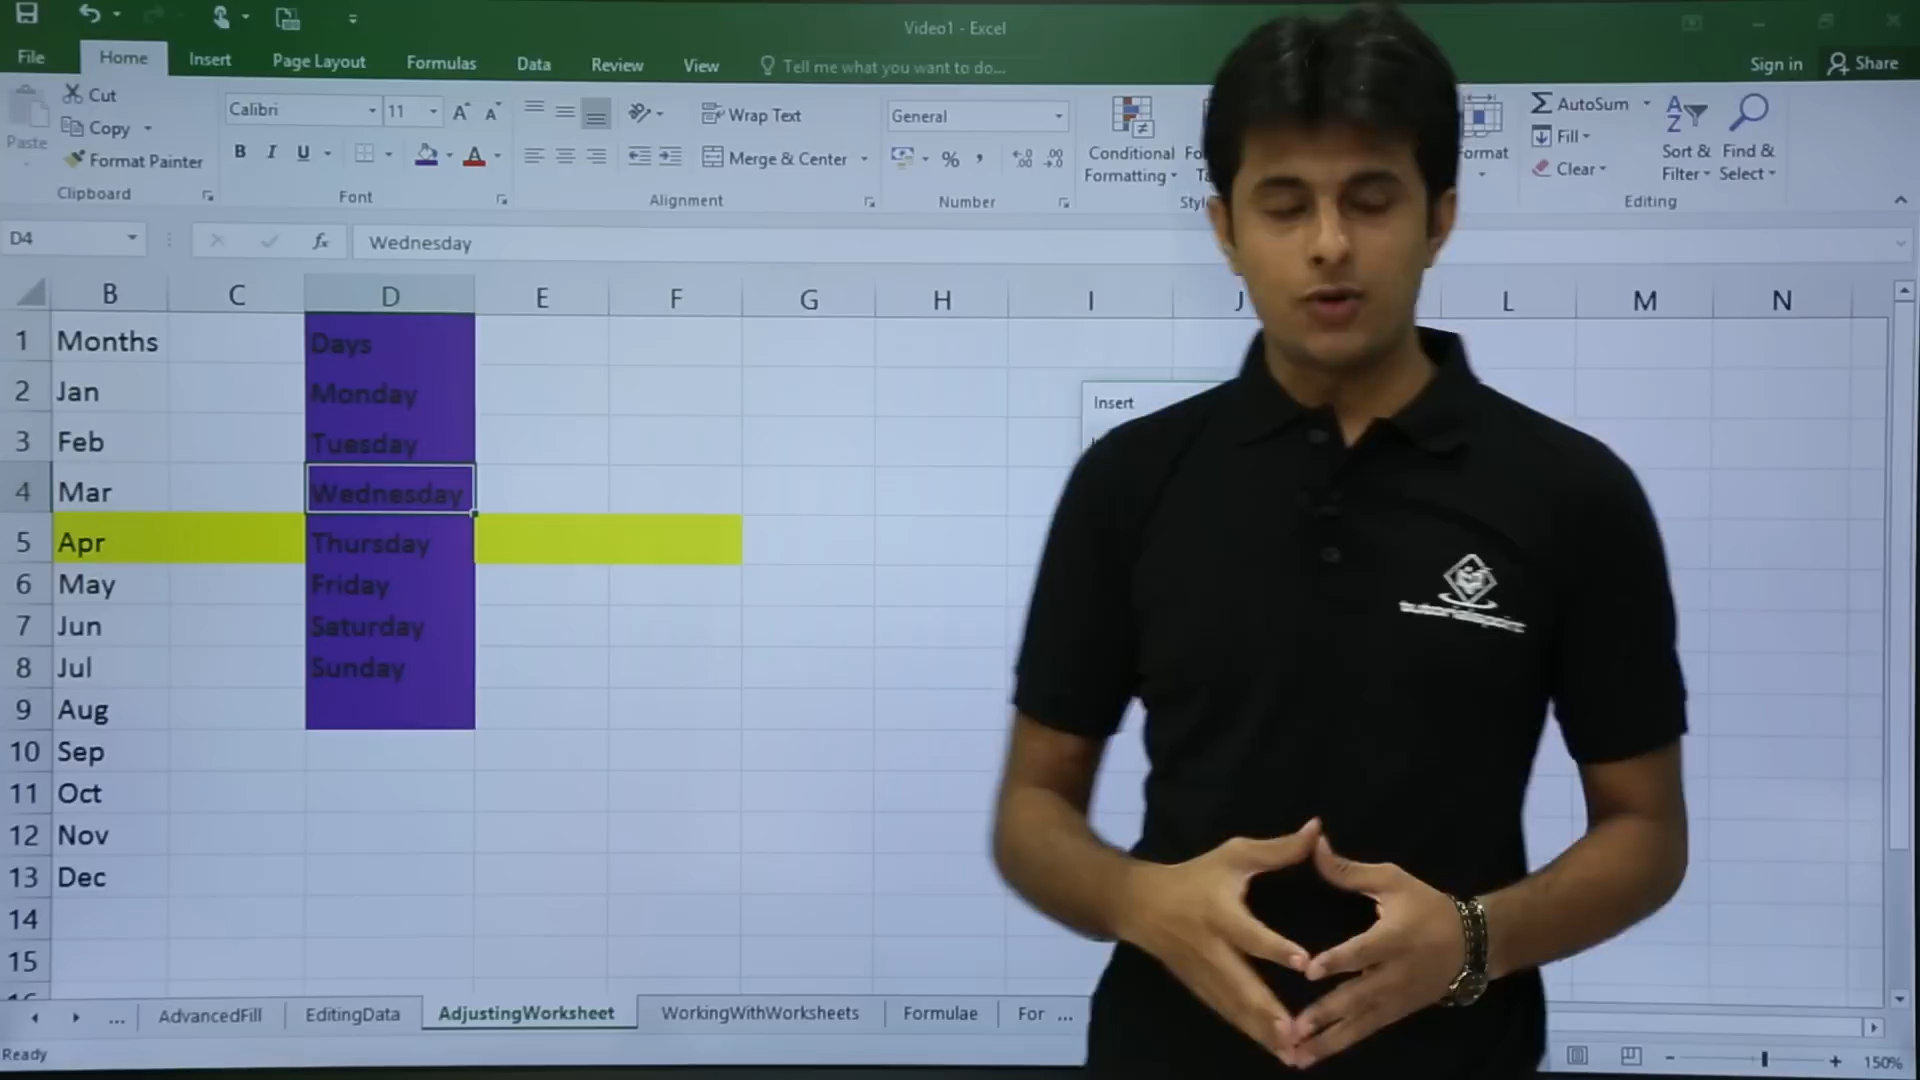 Video1 - Excel
File Home Insert Page Layout Formulas Data Review View Tell me what you want to do... Sign in Share
Cut
Copy
Paste
Format Painter
Clipboard
Calibri 11
B I U
Font
Wrap Text
Merge & Center
Alignment
General
%
Number
Conditional
Formatting
Format
AutoSum
Fill
Clear
Sort &
Filter
Find &
Select
Editing
D4 fx Wednesday
B C D E F G H I J L M N
1 Months Days
2 Jan Monday
3 Feb Tuesday
4 Mar Wednesday
5 Apr Thursday
6 May Friday
7 Jun Saturday
8 Jul Sunday
9 Aug
10 Sep
11 Oct
12 Nov
13 Dec
14
15
Insert
... AdvancedFill EditingData AdjustingWorksheet WorkingWithWorksheets Formulae For ...
Ready
150%